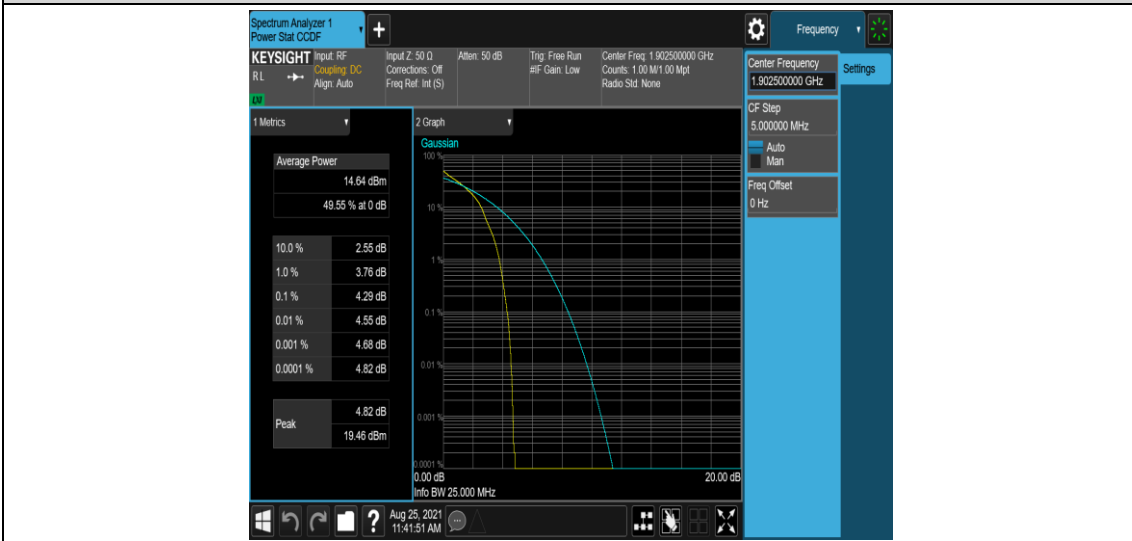 Spectrum Analyzer 1
Power Stat CCDF
+
Frequency
KEYSIGHT
R L
LXI
Input: RF
Coupling: DC
Align: Auto
Input Z: 50 Ω
Corrections: Off
Freq Ref: Int (S)
Atten: 50 dB
Trig: Free Run
#IF Gain: Low
Center Freq: 1.902500000 GHz
Counts: 1.00 M/1.00 Mpt
Radio Std: None
Center Frequency
1.902500000 GHz
Settings
CF Step
5.000000 MHz
Auto
Man
Freq Offset
0 Hz
1 Metrics
Average Power
14.64 dBm
49.55 % at 0 dB
10.0 % 2.55 dB
1.0 % 3.76 dB
0.1 % 4.29 dB
0.01 % 4.55 dB
0.001 % 4.68 dB
0.0001 % 4.82 dB
Peak
4.82 dB
19.46 dBm
2 Graph
Gaussian
100 %
10 %
1 %
0.1 %
0.01 %
0.001 %
0.0001 %
0.00 dB 20.00 dB
Info BW 25.000 MHz
?
Aug 25, 2021
11:41:51 AM